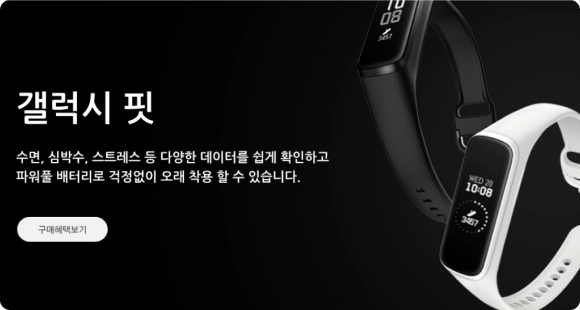 갤럭시 핏
수면, 심박수, 스트레스 등 다양한 데이터를 쉽게 확인하고
파워풀 배터리로 걱정없이 오래 착용 할 수 있습니다.
구매혜택보기
10
08
3457
WED 20
10:08
3457